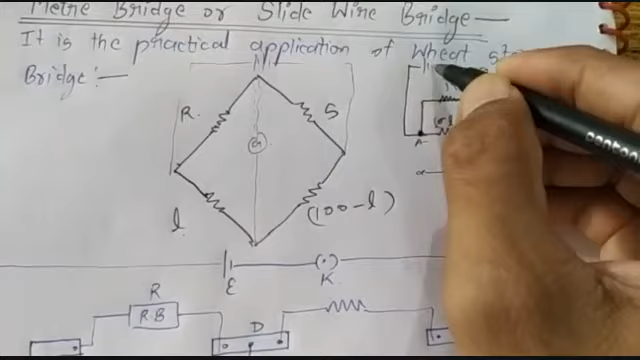 Metre Bridge or Slide Wire Bridge—
It is the practical application of Wheat
Bridge:—
R
S
G
A
l
(100-l)
E
K
R
R.B
D